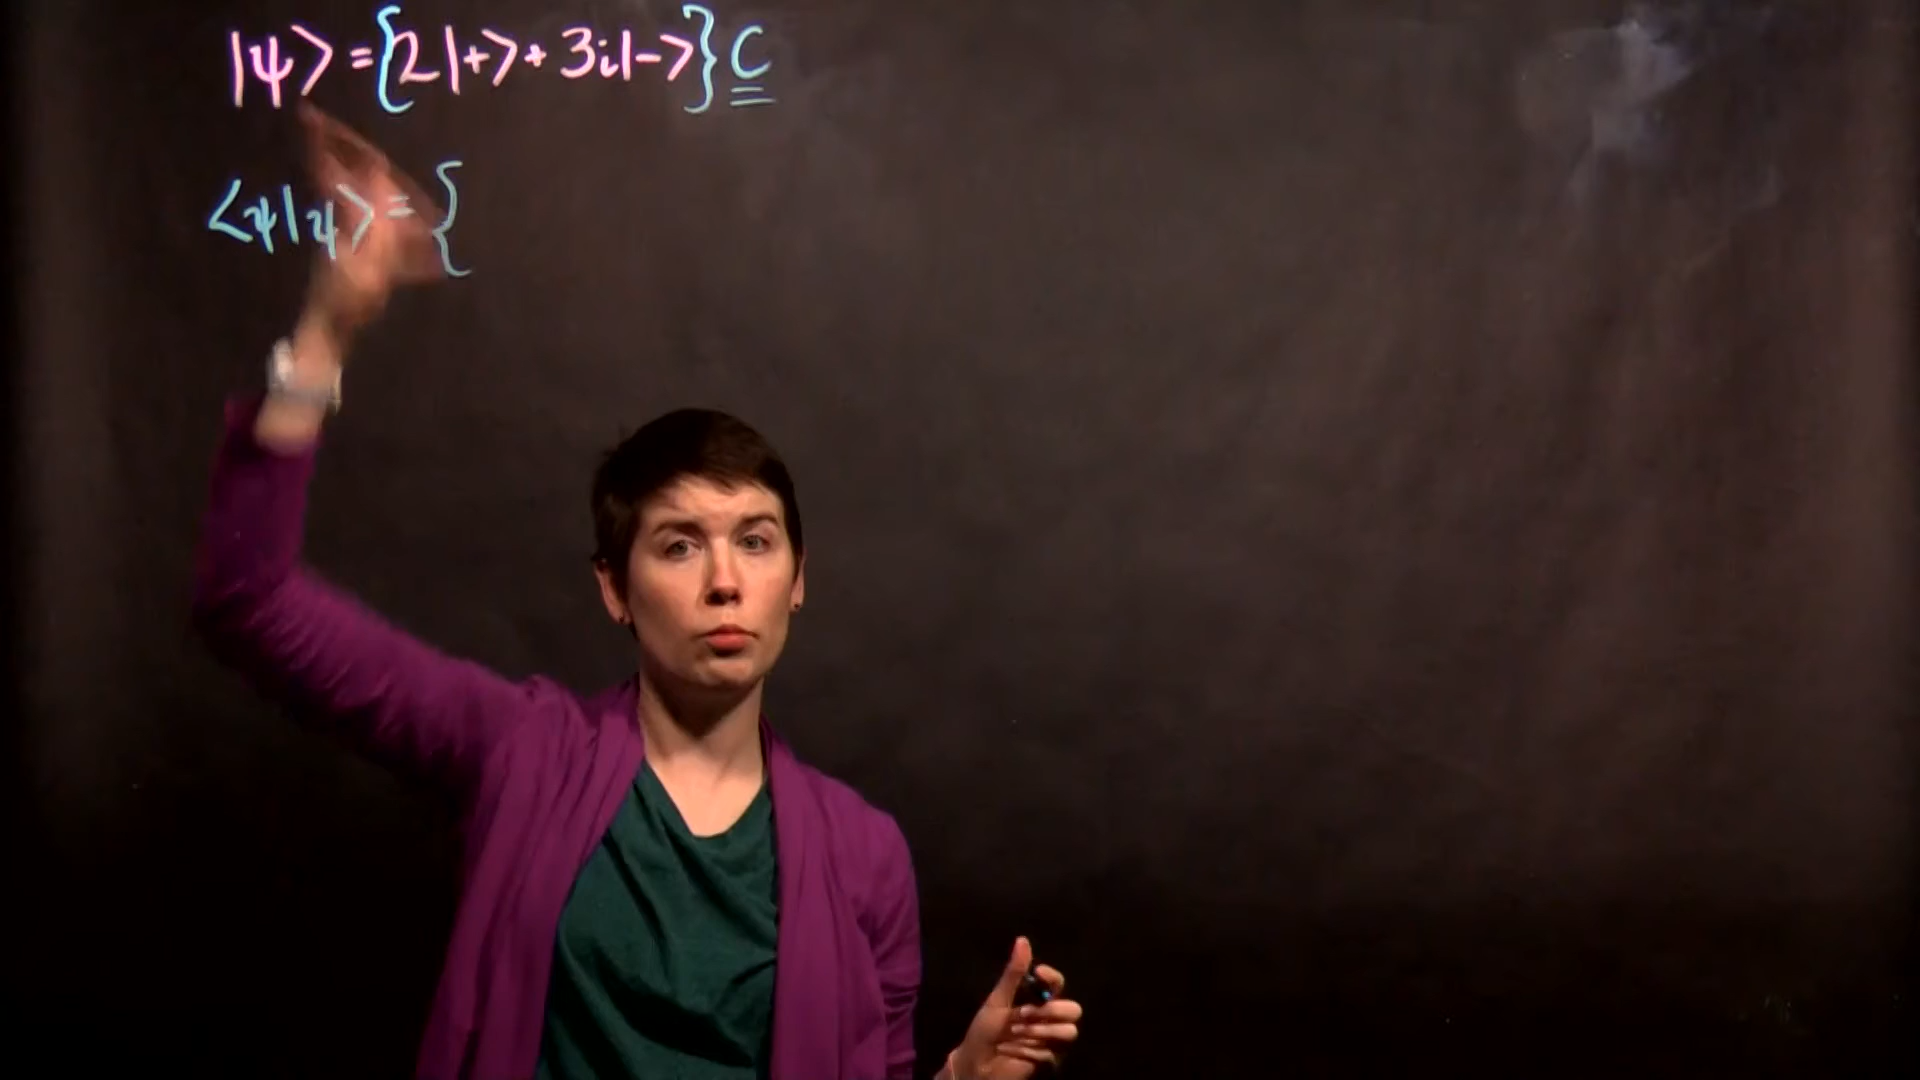 |ψ⟩ = {2|+⟩ + 3i|-⟩} C
⟨ψ|ψ⟩ = {